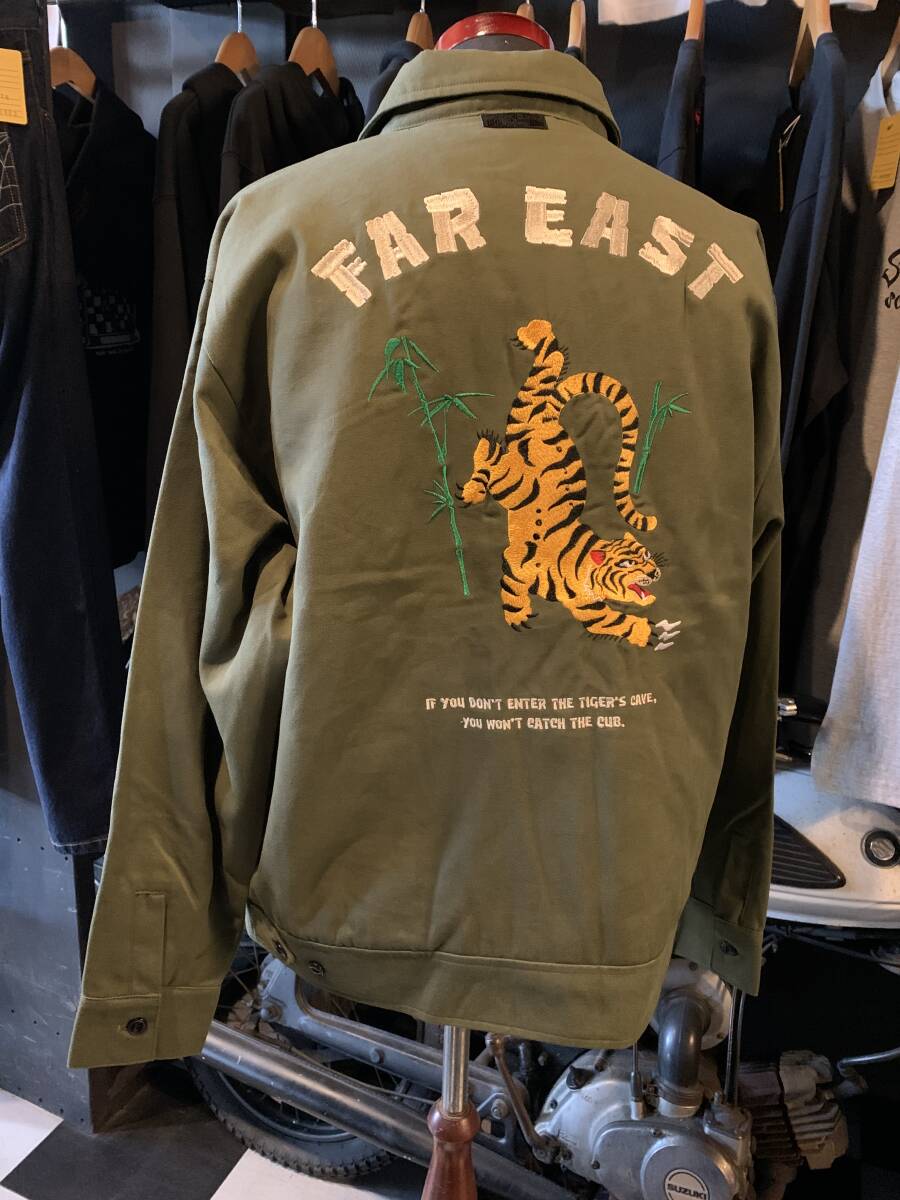 FAR EAST
IF YOU DON'T ENTER THE TIGER'S CAVE,
YOU WON'T CATCH THE CUB.
SUZUKI